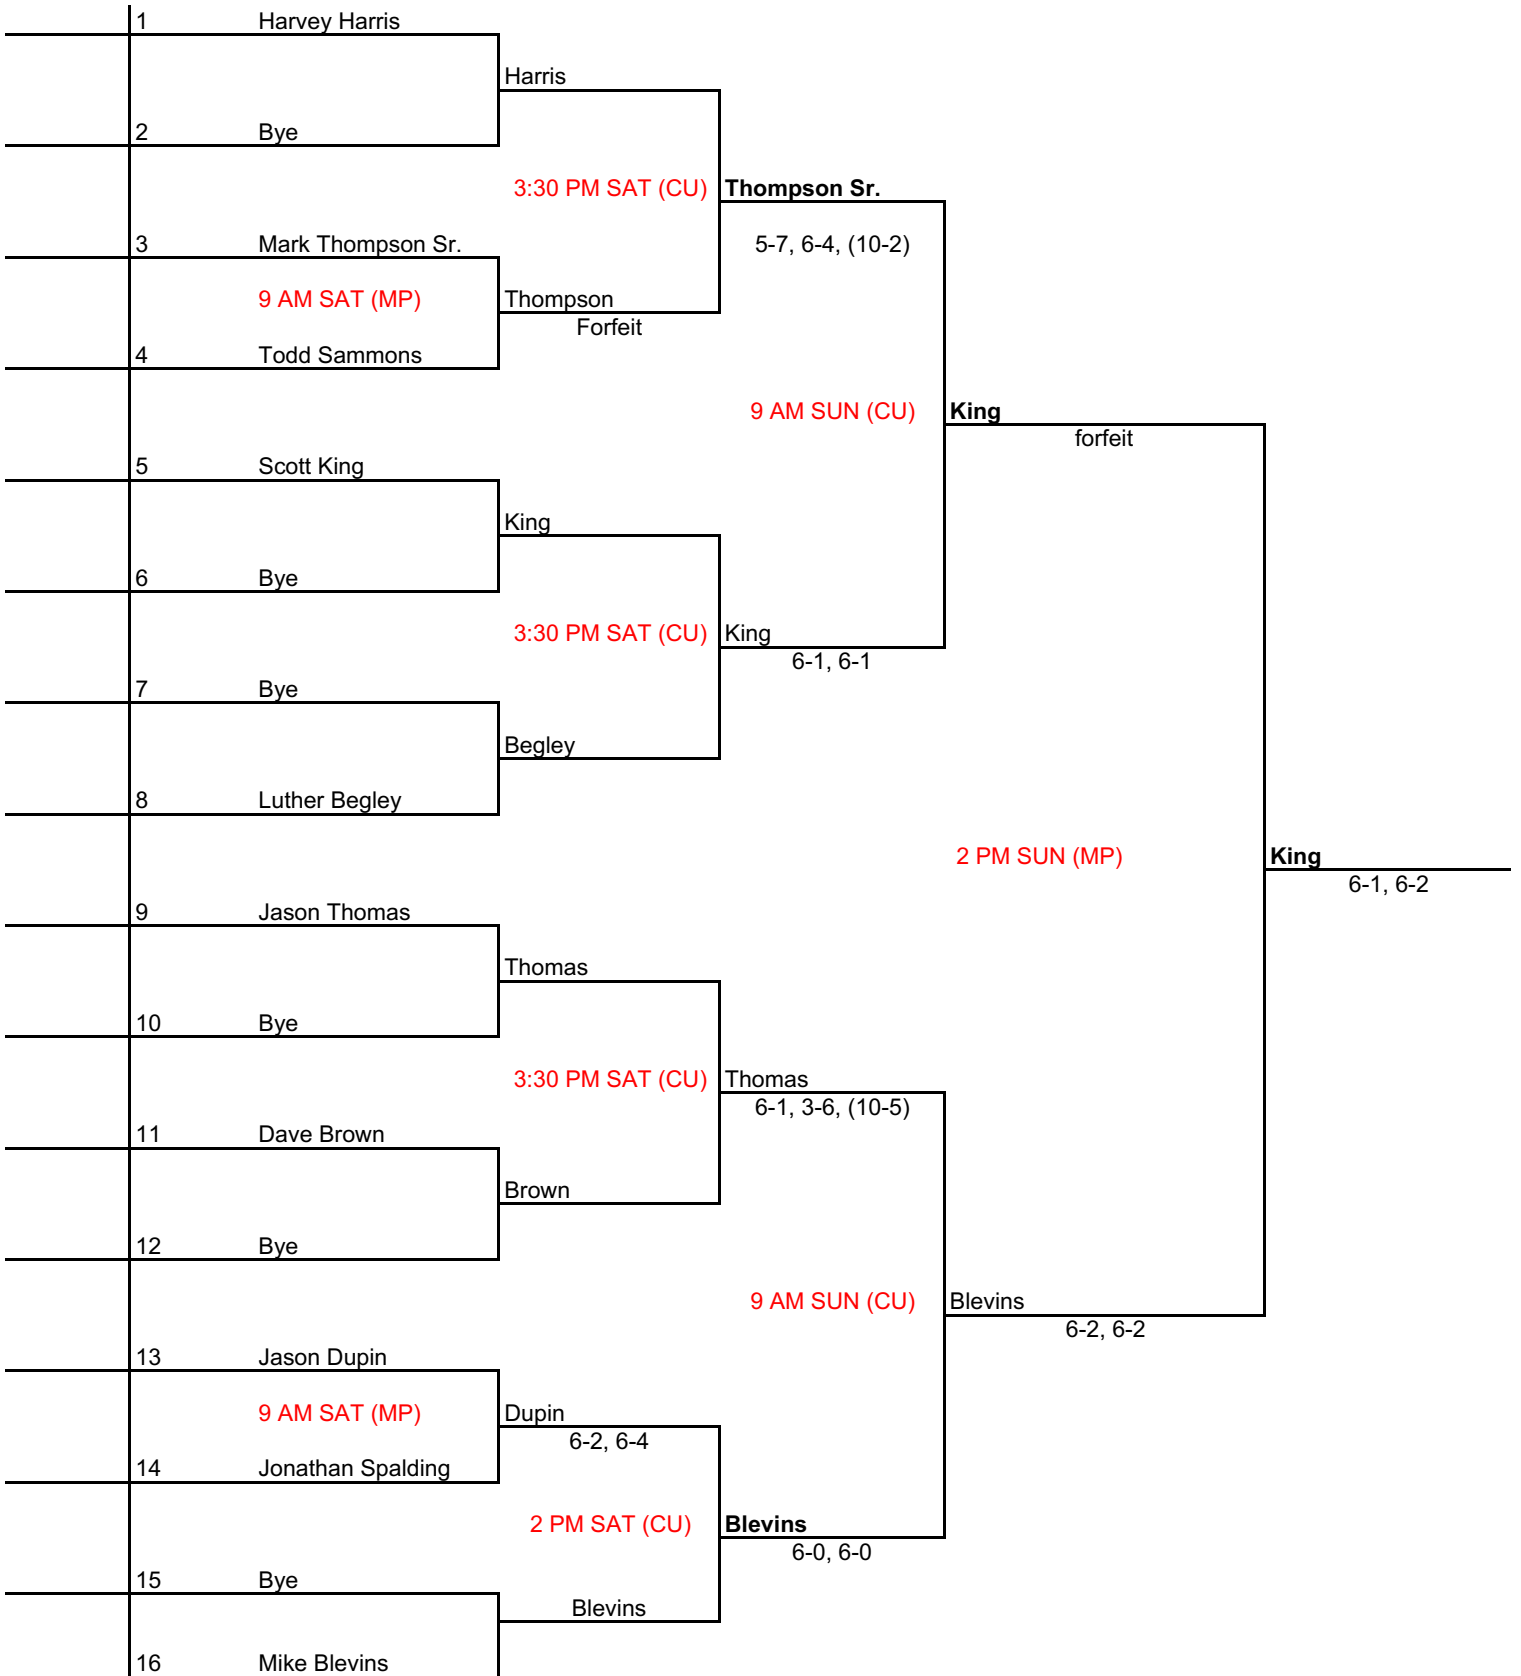 1 Harvey Harris
Harris
2 Bye
3:30 PM SAT (CU) Thompson Sr.
3 Mark Thompson Sr. 5-7, 6-4, (10-2)
9 AM SAT (MP) Thompson
Forfeit
4 Todd Sammons
9 AM SUN (CU) King
forfeit
5 Scott King
King
6 Bye
3:30 PM SAT (CU) King
6-1, 6-1
7 Bye
Begley
8 Luther Begley
2 PM SUN (MP) King
6-1, 6-2
9 Jason Thomas
Thomas
10 Bye
3:30 PM SAT (CU) Thomas
6-1, 3-6, (10-5)
11 Dave Brown
Brown
12 Bye
9 AM SUN (CU) Blevins
6-2, 6-2
13 Jason Dupin
9 AM SAT (MP) Dupin
6-2, 6-4
14 Jonathan Spalding
2 PM SAT (CU) Blevins
6-0, 6-0
15 Bye
Blevins
16 Mike Blevins